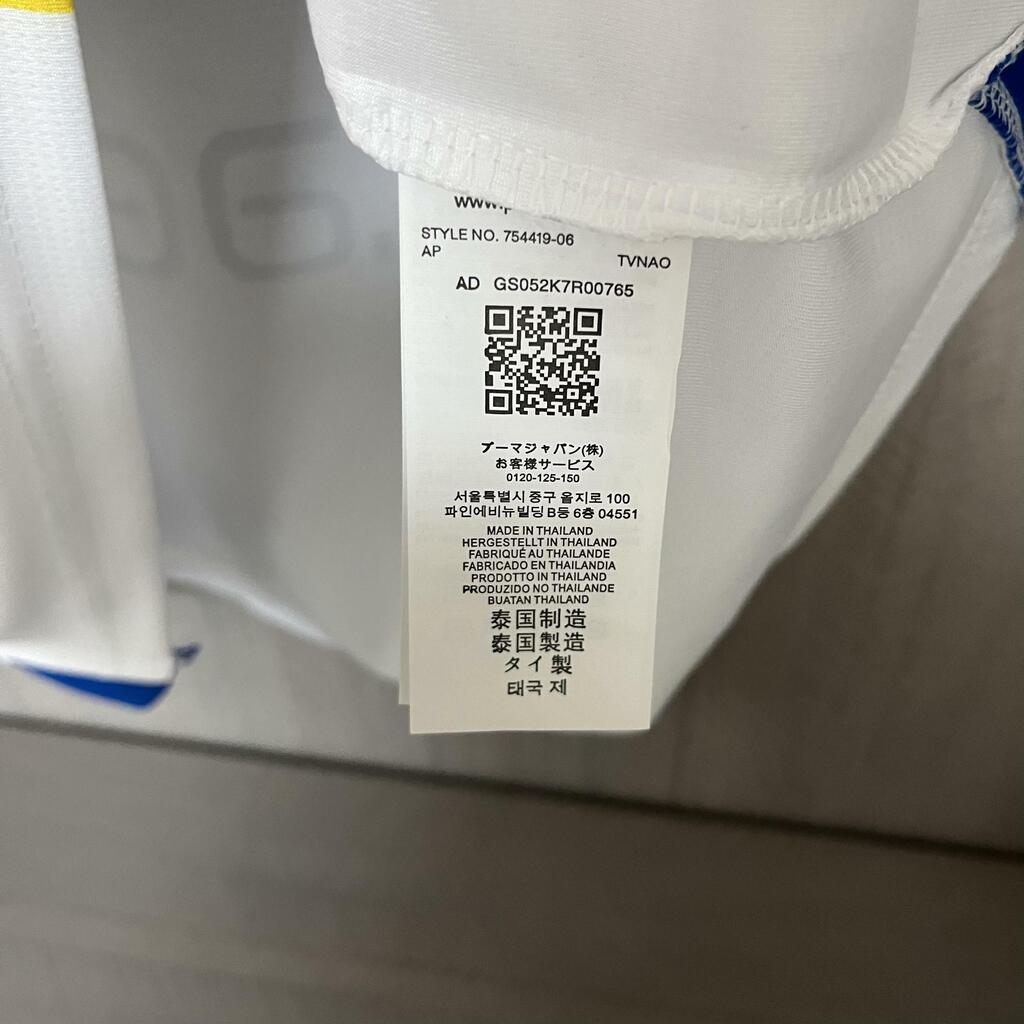 www.p
STYLE NO. 754419-06
AP TVNAO
AD GS052K7R00765
プーマジャパン(株)
お客様サービス
0120-125-150
서울특별시 중구 을지로 100
파인에비뉴빌딩 B동 6층 04551
MADE IN THAILAND
HERGESTELLT IN THAILAND
FABRIQUÉ AU THAILANDE
FABRICADO EN THAILANDIA
PRODOTTO IN THAILAND
PRODUZIDO NO THAILANDE
BUATAN THAILAND
泰国制造
泰国製造
タイ製
태국 제